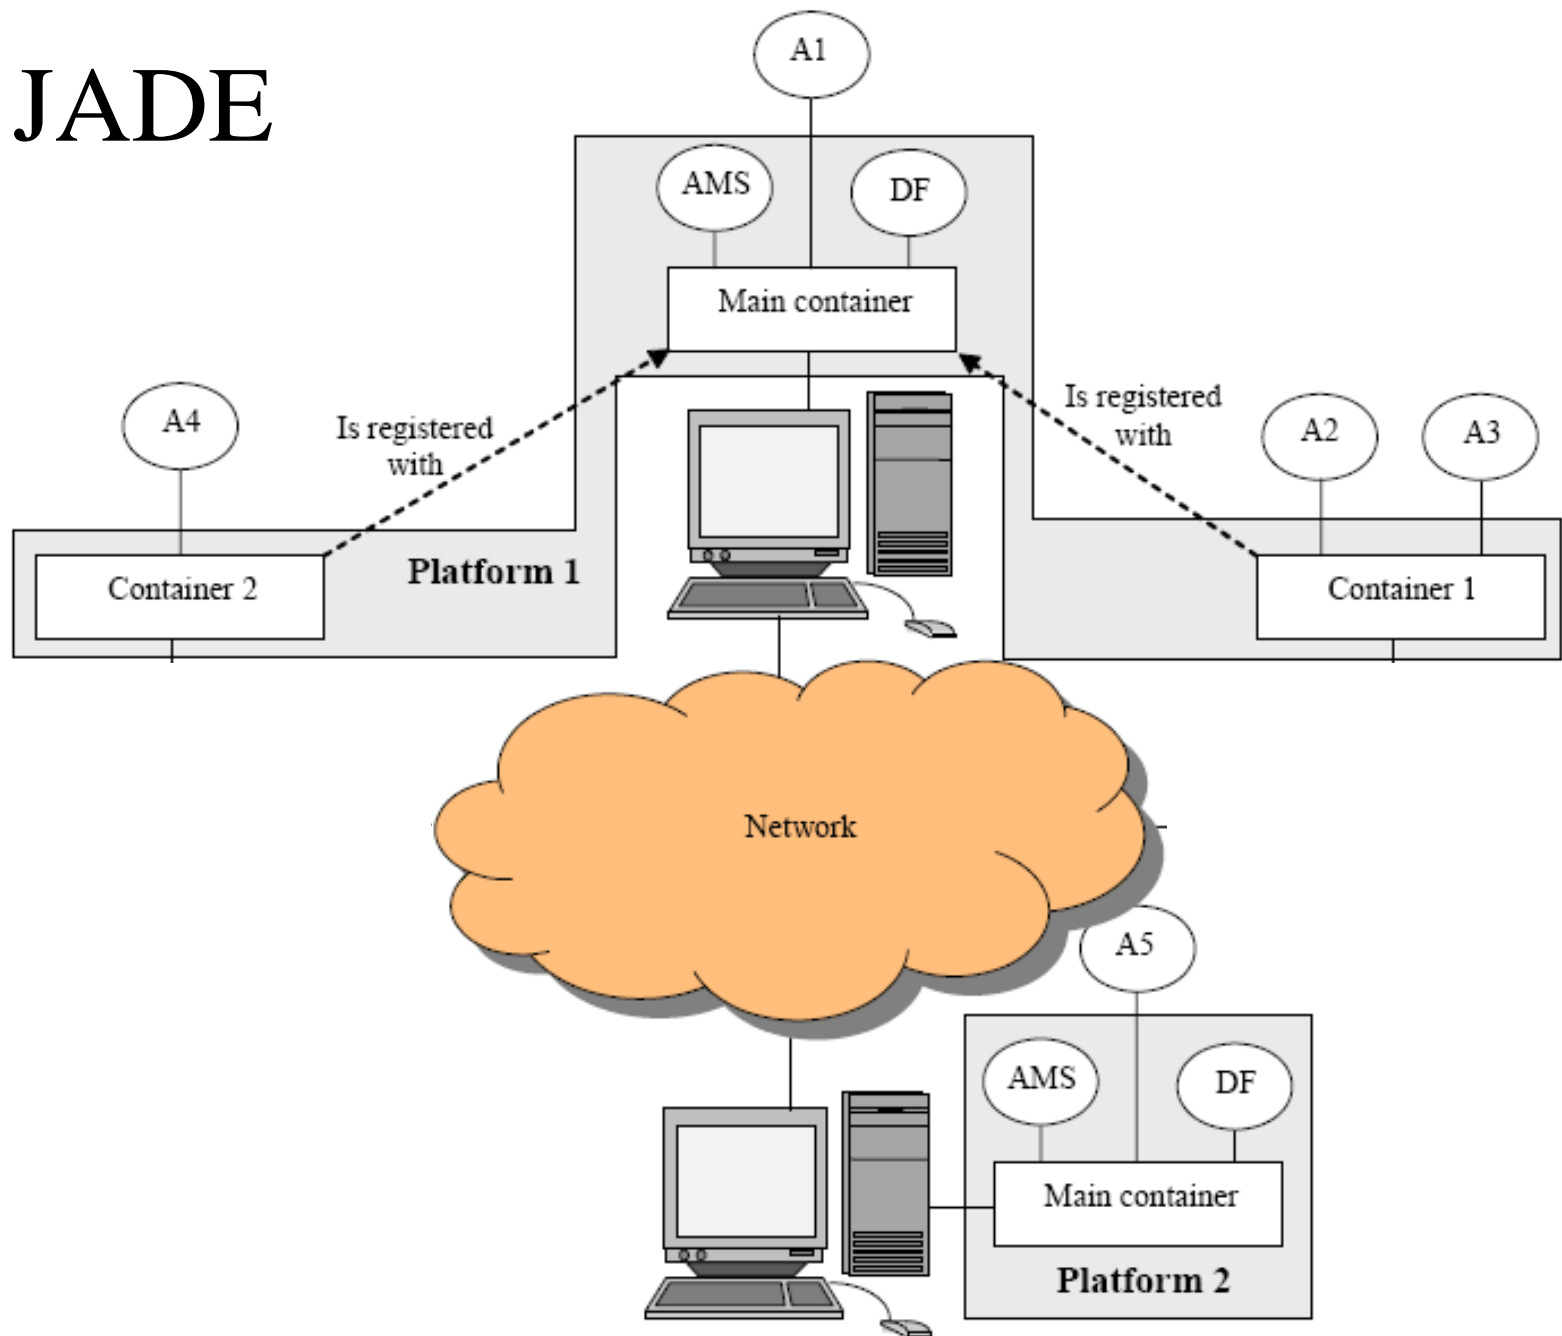 JADE
A1
AMS
DF
Main container
A4
Is registered
with
Is registered
with
A2
A3
Container 2
Platform 1
Container 1
Network
A5
AMS
DF
Main container
Platform 2